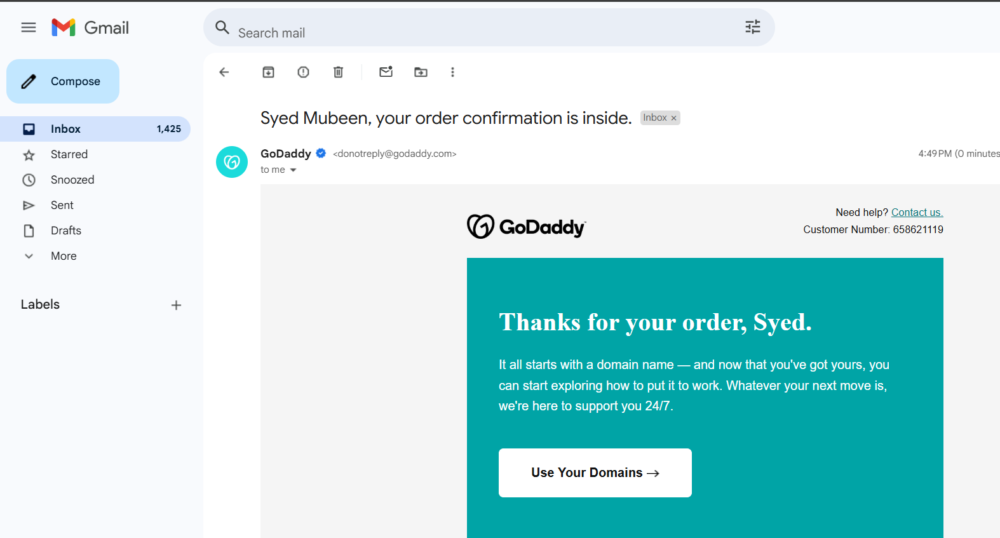 Gmail
Search mail
Compose
Inbox 1,425
Starred
Snoozed
Sent
Drafts
More
Labels
Syed Mubeen, your order confirmation is inside. Inbox ×
GoDaddy <donotreply@godaddy.com> 4:49 PM (0 minutes
to me
Need help? Contact us.
GoDaddy™
Customer Number: 658621119
Thanks for your order, Syed.
It all starts with a domain name — and now that you've got yours, you
can start exploring how to put it to work. Whatever your next move is,
we're here to support you 24/7.
Use Your Domains →